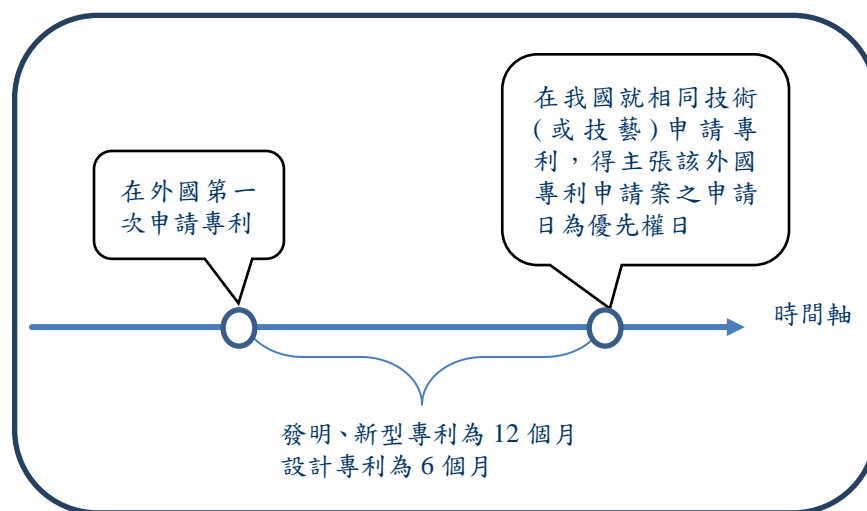 在外國第一
次申請專利
在我國就相同技術
(或技藝)申請專
利，得主張該外國
專利申請案之申請
日為優先權日
時間軸
發明、新型專利為 12 個月
設計專利為 6 個月